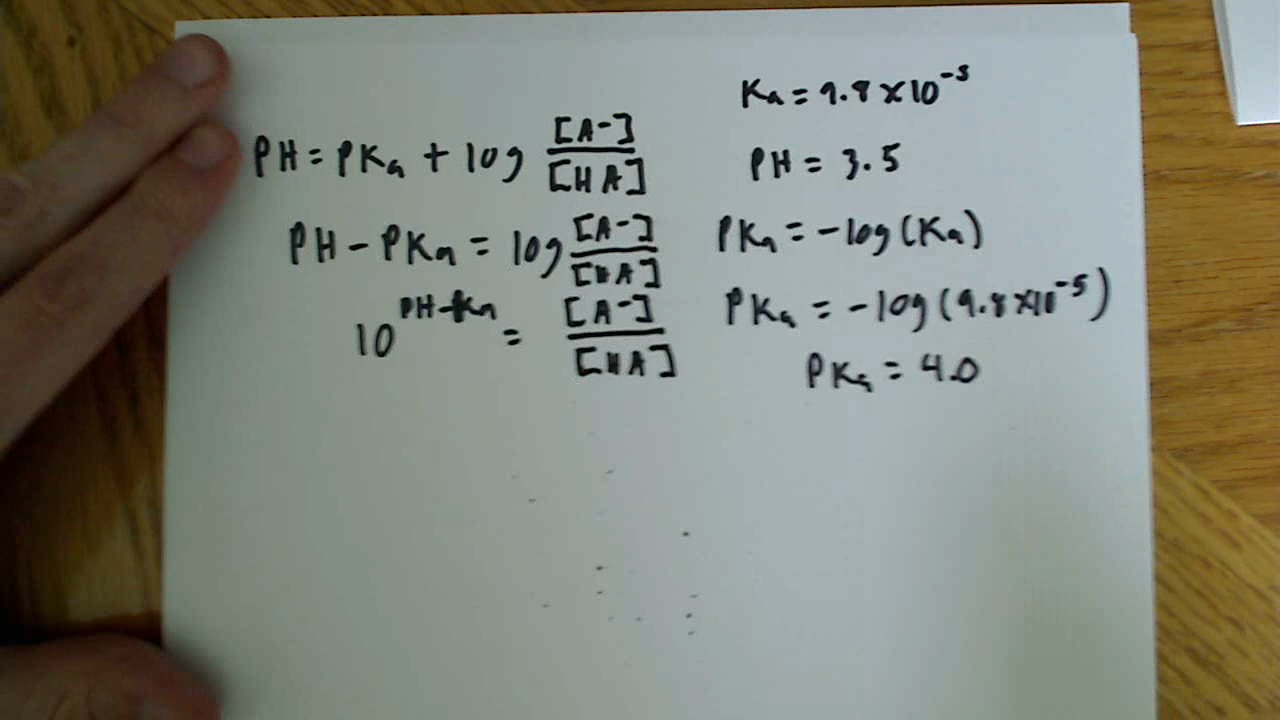 PH = PKa + log [A-]/[HA]
PH - PKa = log [A-]/[HA]
10^PH-Ka = [A-]/[HA]
Ka = 9.8 x 10^-5
PH = 3.5
PKa = -log(Ka)
PKa = -log(9.8x10^-5)
PKa = 4.0